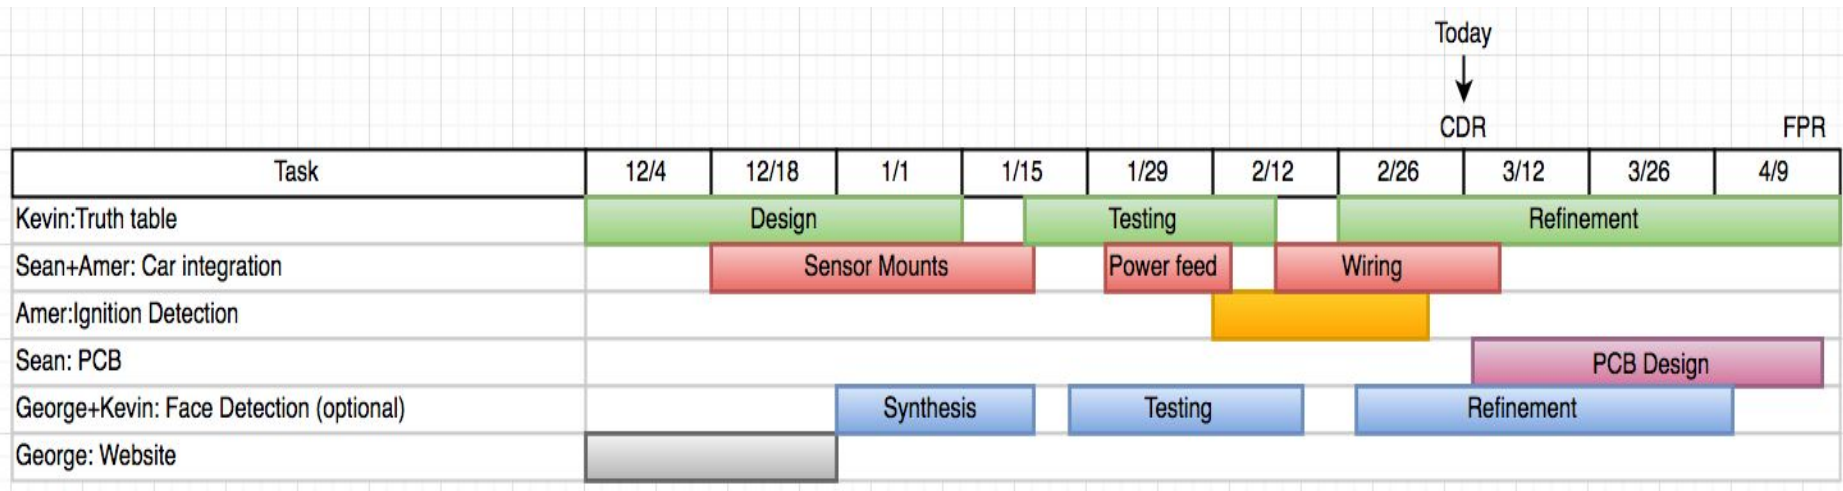 Today
CDR FPR
Task 12/4 12/18 1/1 1/15 1/29 2/12 2/26 3/12 3/26 4/9
Kevin:Truth table Design Testing Refinement
Sean+Amer: Car integration Sensor Mounts Power feed Wiring
Amer:Ignition Detection
Sean: PCB PCB Design
George+Kevin: Face Detection (optional) Synthesis Testing Refinement
George: Website